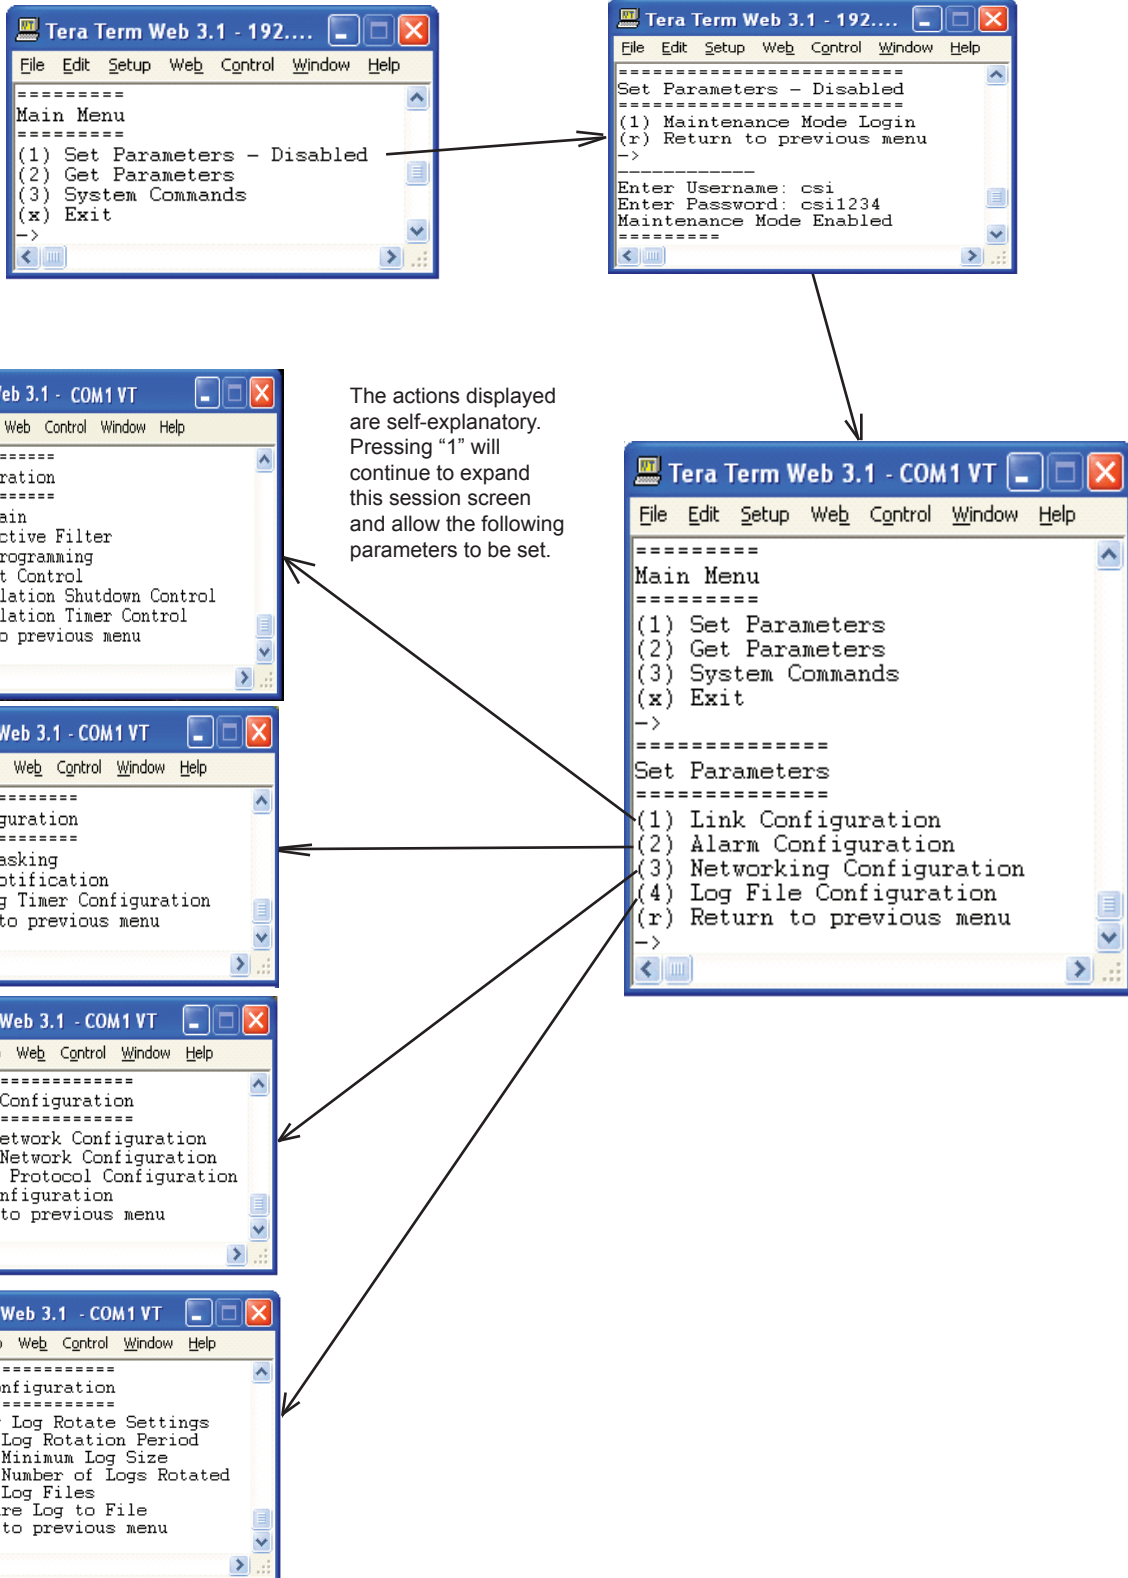 Tera Term Web 3.1 - 192....
File Edit Setup Web Control Window Help
=========
Main Menu
=========
(1) Set Parameters – Disabled
(2) Get Parameters
(3) System Commands
(x) Exit
->
Tera Term Web 3.1 - 192....
File Edit Setup Web Control Window Help
=========================
Set Parameters – Disabled
=========================
(1) Maintenance Mode Login
(r) Return to previous menu
->
------------
Enter Username: csi
Enter Password: csi1234
Maintenance Mode Enabled
=========
The actions displayed
are self-explanatory.
Pressing “1” will
continue to expand
this session screen
and allow the following
parameters to be set.
Tera Term Web 3.1 - COM1 VT
File Edit Setup Web Control Window Help
=========
Main Menu
=========
(1) Set Parameters
(2) Get Parameters
(3) System Commands
(x) Exit
->
==============
Set Parameters
==============
(1) Link Configuration
(2) Alarm Configuration
(3) Networking Configuration
(4) Log File Configuration
(r) Return to previous menu
->
Web 3.1 - COM1 VT
Web Control Window Help
======
ration
======
ain
ctive Filter
rogramming
t Control
lation Shutdown Control
lation Timer Control
o previous menu
Web 3.1 - COM1 VT
Web Control Window Help
========
guration
========
asking
otification
g Timer Configuration
to previous menu
Web 3.1 - COM1 VT
Web Control Window Help
=============
Configuration
=============
etwork Configuration
Network Configuration
Protocol Configuration
nfiguration
to previous menu
Web 3.1 - COM1 VT
Web Control Window Help
============
nfiguration
============
Log Rotate Settings
Log Rotation Period
Minimum Log Size
Number of Logs Rotated
Log Files
re Log to File
to previous menu